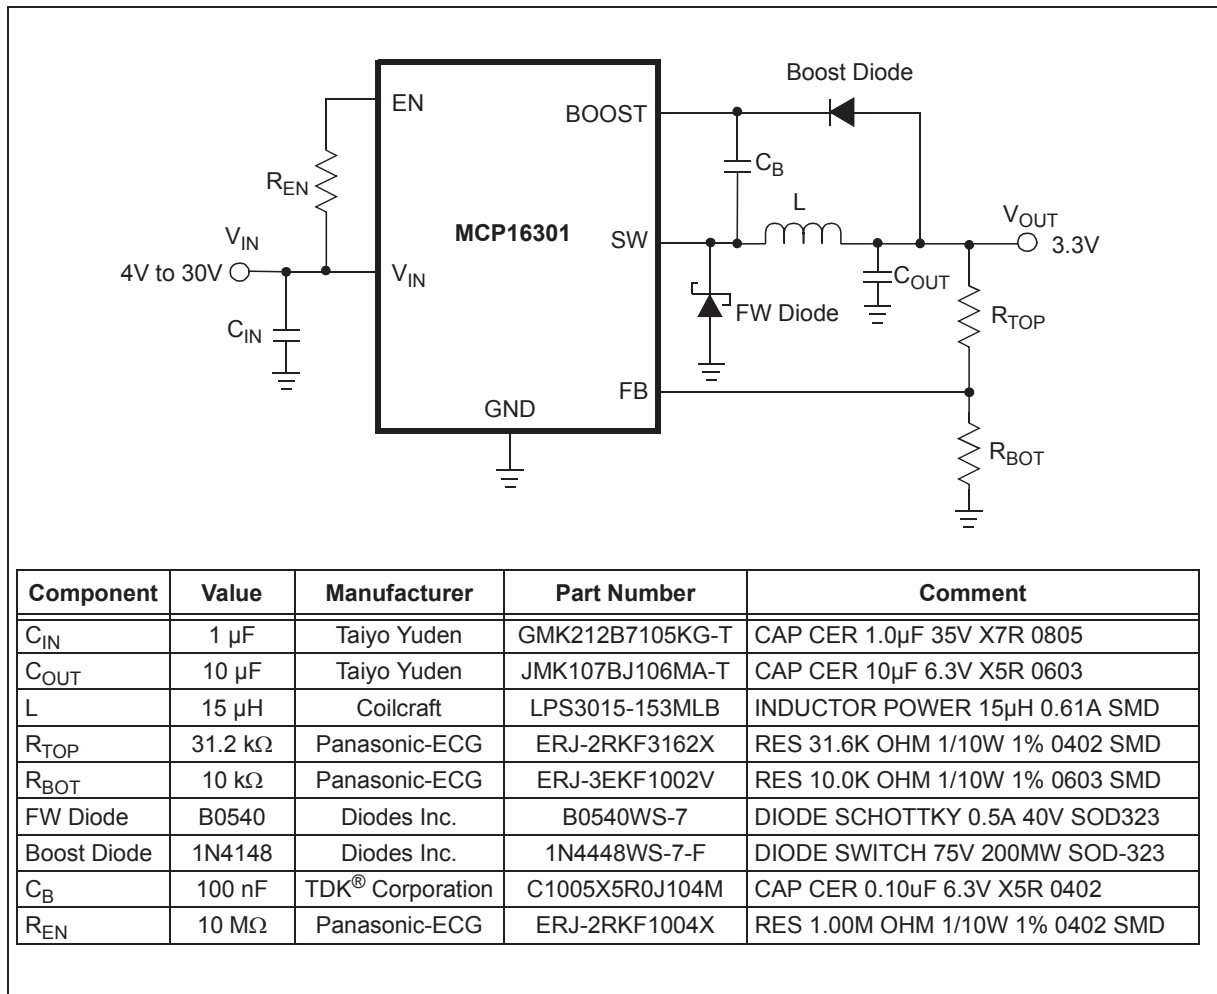 Boost Diode
EN
BOOST
C_B
R_EN
L
V_OUT
V_IN
MCP16301
SW
3.3V
4V to 30V
V_IN
C_OUT
FW Diode
R_TOP
C_IN
FB
GND
R_BOT
Component Value Manufacturer Part Number Comment
C_IN 1 µF Taiyo Yuden GMK212B7105KG-T CAP CER 1.0µF 35V X7R 0805
C_OUT 10 µF Taiyo Yuden JMK107BJ106MA-T CAP CER 10µF 6.3V X5R 0603
L 15 µH Coilcraft LPS3015-153MLB INDUCTOR POWER 15µH 0.61A SMD
R_TOP 31.2 kΩ Panasonic-ECG ERJ-2RKF3162X RES 31.6K OHM 1/10W 1% 0402 SMD
R_BOT 10 kΩ Panasonic-ECG ERJ-3EKF1002V RES 10.0K OHM 1/10W 1% 0603 SMD
FW Diode B0540 Diodes Inc. B0540WS-7 DIODE SCHOTTKY 0.5A 40V SOD323
Boost Diode 1N4148 Diodes Inc. 1N4448WS-7-F DIODE SWITCH 75V 200MW SOD-323
C_B 100 nF TDK® Corporation C1005X5R0J104M CAP CER 0.10uF 6.3V X5R 0402
R_EN 10 MΩ Panasonic-ECG ERJ-2RKF1004X RES 1.00M OHM 1/10W 1% 0402 SMD